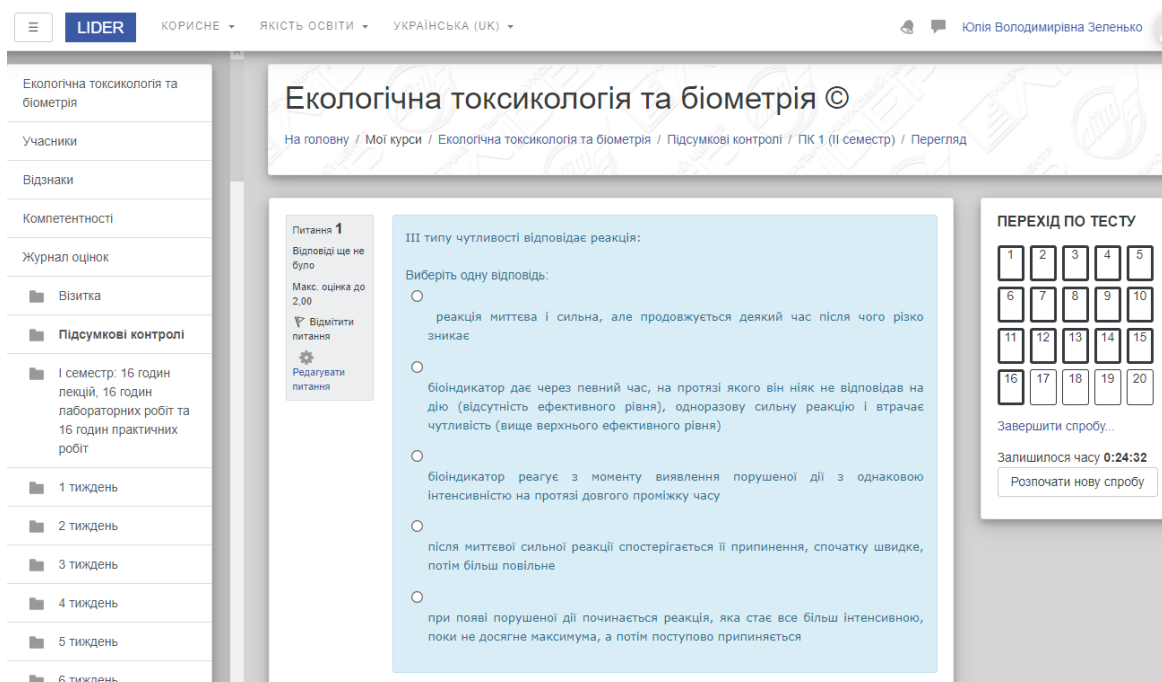 ☰ LIDER КОРИСНЕ ЯКІСТЬ ОСВІТИ УКРАЇНСЬКА (UK) Юлія Володимирівна Зеленько
Екологічна токсикологія та
біометрія
Учасники
Відзнаки
Компетентності
Журнал оцінок
Візитка
Підсумкові контролі
І семестр: 16 годин
лекцій, 16 годин
лабораторних робіт та
16 годин практичних
робіт
1 тиждень
2 тиждень
3 тиждень
4 тиждень
5 тиждень
6 тиждень
Екологічна токсикологія та біометрія ©
На головну / Мої курси / Екологічна токсикологія та біометрія / Підсумкові контролі / ПК 1 (ІІ семестр) / Перегляд
Питання 1
Відповіді ще не
було
Макс. оцінка до
2,00
Відмітити
питання
Редагувати
питання
ІІІ типу чутливості відповідає реакція:
Виберіть одну відповідь:
реакція миттєва і сильна, але продовжується деякий час після чого різко
зникає
біоіндикатор дає через певний час, на протязі якого він ніяк не відповідав на
дію (відсутність ефективного рівня), одноразову сильну реакцію і втрачає
чутливість (вище верхнього ефективного рівня)
біоіндикатор реагує з моменту виявлення порушеної дії з однаковою
інтенсивністю на протязі довгого проміжку часу
після миттєвої сильної реакції спостерігається її припинення, спочатку швидке,
потім більш повільне
при появі порушеної дії починається реакція, яка стає все більш інтенсивною,
поки не досягне максимума, а потім поступово припиняється
ПЕРЕХІД ПО ТЕСТУ
1 2 3 4 5
6 7 8 9 10
11 12 13 14 15
16 17 18 19 20
Завершити спробу...
Залишилося часу 0:24:32
Розпочати нову спробу